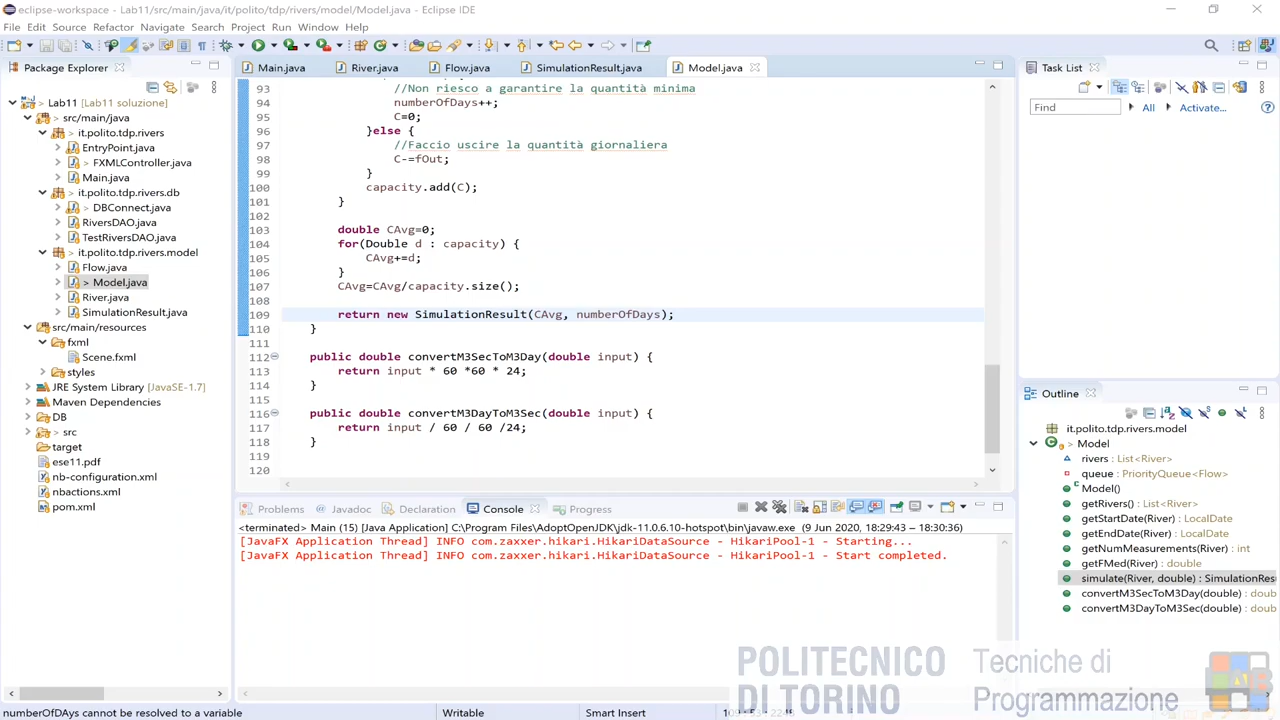 eclipse-workspace - Lab11/src/main/java/it/polito/tdp/rivers/model/Model.java - Eclipse IDE
File Edit Source Refactor Navigate Search Project Run Window Help
Package Explorer
Main.java River.java Flow.java SimulationResult.java Model.java
Task List
Find All Activate...
Lab11 [Lab11 soluzione]
src/main/java
it.polito.tdp.rivers
EntryPoint.java
> FXMLController.java
Main.java
it.polito.tdp.rivers.db
> DBConnect.java
RiversDAO.java
TestRiversDAO.java
it.polito.tdp.rivers.model
Flow.java
> Model.java
River.java
SimulationResult.java
src/main/resources
fxml
Scene.fxml
styles
JRE System Library [JavaSE-1.7]
Maven Dependencies
DB
> src
target
ese11.pdf
nb-configuration.xml
nbactions.xml
pom.xml
93 //Non riesco a garantire la quantità minima
94 numberOfDays++;
95 C=0;
96 }else {
97 //Faccio uscire la quantità giornaliera
98 C-=fOut;
99 }
100 capacity.add(C);
101 }
102
103 double CAvg=0;
104 for(Double d : capacity) {
105 CAvg+=d;
106 }
107 CAvg=CAvg/capacity.size();
108
109 return new SimulationResult(CAvg, numberOfDays);
110 }
111
112 public double convertM3SecToM3Day(double input) {
113 return input * 60 *60 * 24;
114 }
115
116 public double convertM3DayToM3Sec(double input) {
117 return input / 60 / 60 /24;
118 }
119
120
Outline
it.polito.tdp.rivers.model
> Model
rivers : List<River>
queue : PriorityQueue<Flow>
Model()
getRivers() : List<River>
getStartDate(River) : LocalDate
getEndDate(River) : LocalDate
getNumMeasurements(River) : int
getFMed(River) : double
simulate(River, double) : SimulationRes
convertM3SecToM3Day(double) : doub
convertM3DayToM3Sec(double) : doub
Problems Javadoc Declaration Console Progress
<terminated> Main (15) [Java Application] C:\Program Files\AdoptOpenJDK\jdk-11.0.6.10-hotspot\bin\javaw.exe (9 Jun 2020, 18:29:43 – 18:30:36)
[JavaFX Application Thread] INFO com.zaxxer.hikari.HikariDataSource - HikariPool-1 - Starting...
[JavaFX Application Thread] INFO com.zaxxer.hikari.HikariDataSource - HikariPool-1 - Start completed.
POLITECNICO
DI TORINO
Tecniche di
Programmazione
numberOfDAys cannot be resolved to a variable Writable Smart Insert